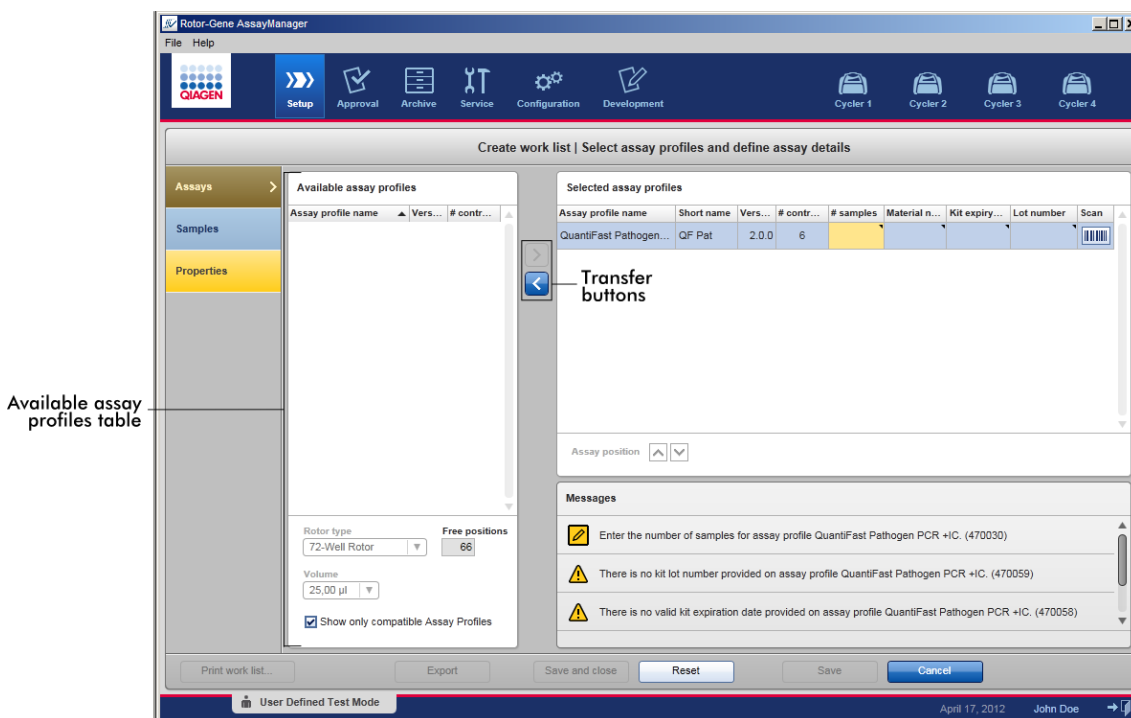 Rotor-Gene AssayManager
File Help
QIAGEN
Setup Approval Archive Service Configuration Development Cycler 1 Cycler 2 Cycler 3 Cycler 4
Create work list | Select assay profiles and define assay details
Assays
Samples
Properties
Available assay profiles
Assay profile name Vers... # contr...
Selected assay profiles
Assay profile name Short name Vers... # contr... # samples Material n... Kit expiry... Lot number Scan
QuantiFast Pathogen... QF Pat 2.0.0 6
Transfer
buttons
Available assay
profiles table
Assay position
Rotor type Free positions
72-Well Rotor 66
Volume
25,00 µl
Show only compatible Assay Profiles
Messages
Enter the number of samples for assay profile QuantiFast Pathogen PCR +IC. (470030)
There is no kit lot number provided on assay profile QuantiFast Pathogen PCR +IC. (470059)
There is no valid kit expiration date provided on assay profile QuantiFast Pathogen PCR +IC. (470058)
Print work list... Export Save and close Reset Save Cancel
User Defined Test Mode
April 17, 2012 John Doe